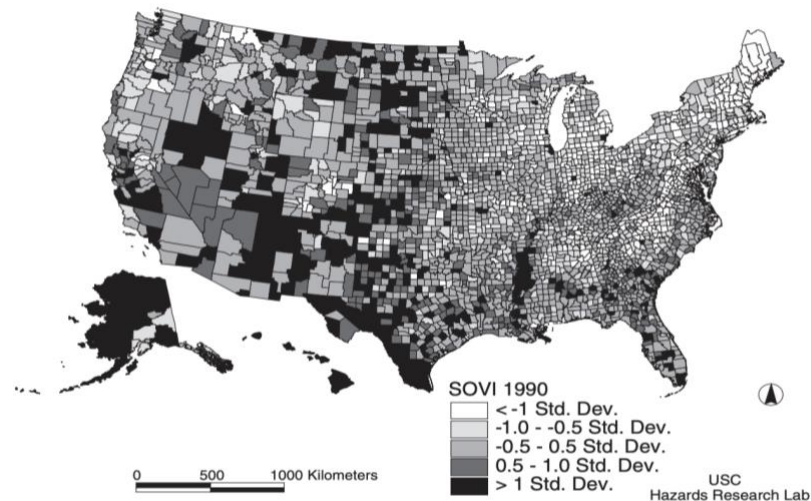 SOVI 1990
< -1 Std. Dev.
-1.0 - -0.5 Std. Dev.
-0.5 - 0.5 Std. Dev.
0.5 - 1.0 Std. Dev.
> 1 Std. Dev.
0 500 1000 Kilometers
USC
Hazards Research Lab